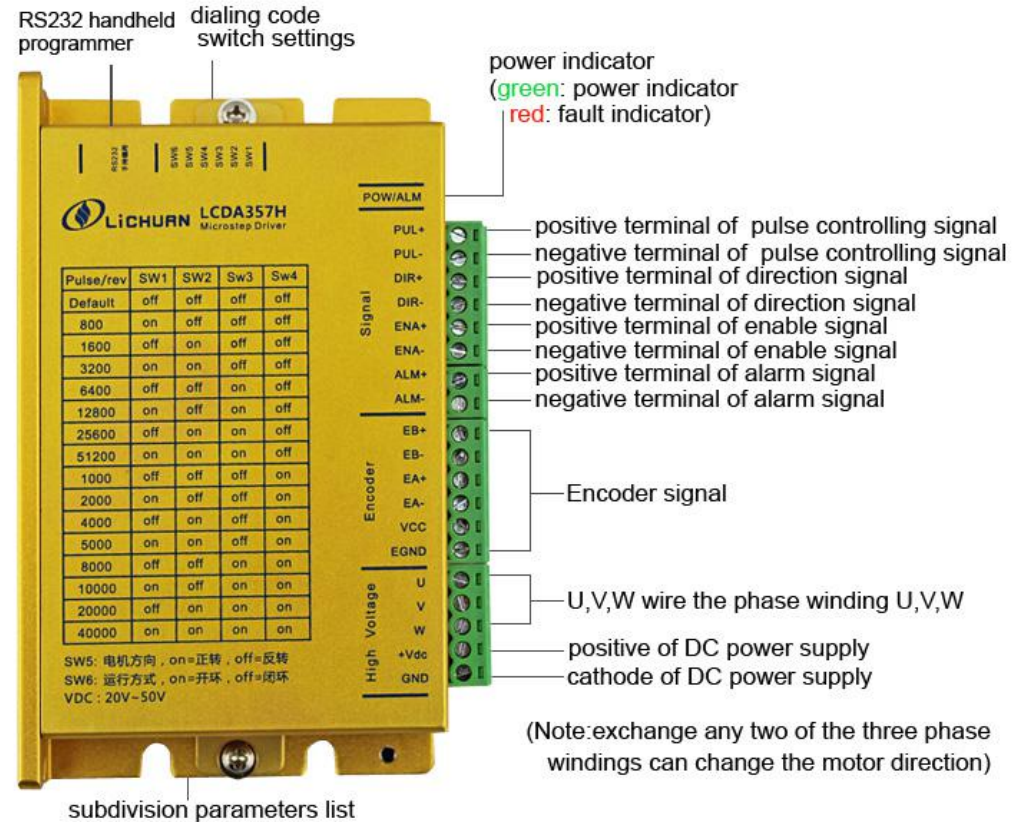 RS232 handheld
programmer
dialing code
switch settings
power indicator
(green: power indicator
red: fault indicator)
RS232
SW6
SW5
SW4
SW3
SW2
SW1
LiCHUAN LCDA357H
Microstep Driver
POW/ALM
Pulse/rev SW1 SW2 Sw3 Sw4
Default off off off off
800 on off off off
1600 off on off off
3200 on on off off
6400 off off on off
12800 on off on off
25600 off on on off
51200 on on on off
1000 off off off on
2000 on off off on
4000 off on off on
5000 on on off on
8000 off off on on
10000 on off on on
20000 off on on on
40000 on on on on
SW5: 电机方向，on=正转，off=反转
SW6: 运行方式，on=开环，off=闭环
VDC : 20V~50V
Signal
PUL+ positive terminal of pulse controlling signal
PUL- negative terminal of pulse controlling signal
DIR+ positive terminal of direction signal
DIR- negative terminal of direction signal
ENA+ positive terminal of enable signal
ENA- negative terminal of enable signal
ALM+ positive terminal of alarm signal
ALM- negative terminal of alarm signal
Encoder
EB+
EB-
EA+
EA-
VCC
EGND
Encoder signal
High Voltage
U
V
W
U,V,W wire the phase winding U,V,W
+Vdc positive of DC power supply
GND cathode of DC power supply
(Note:exchange any two of the three phase
windings can change the motor direction)
subdivision parameters list